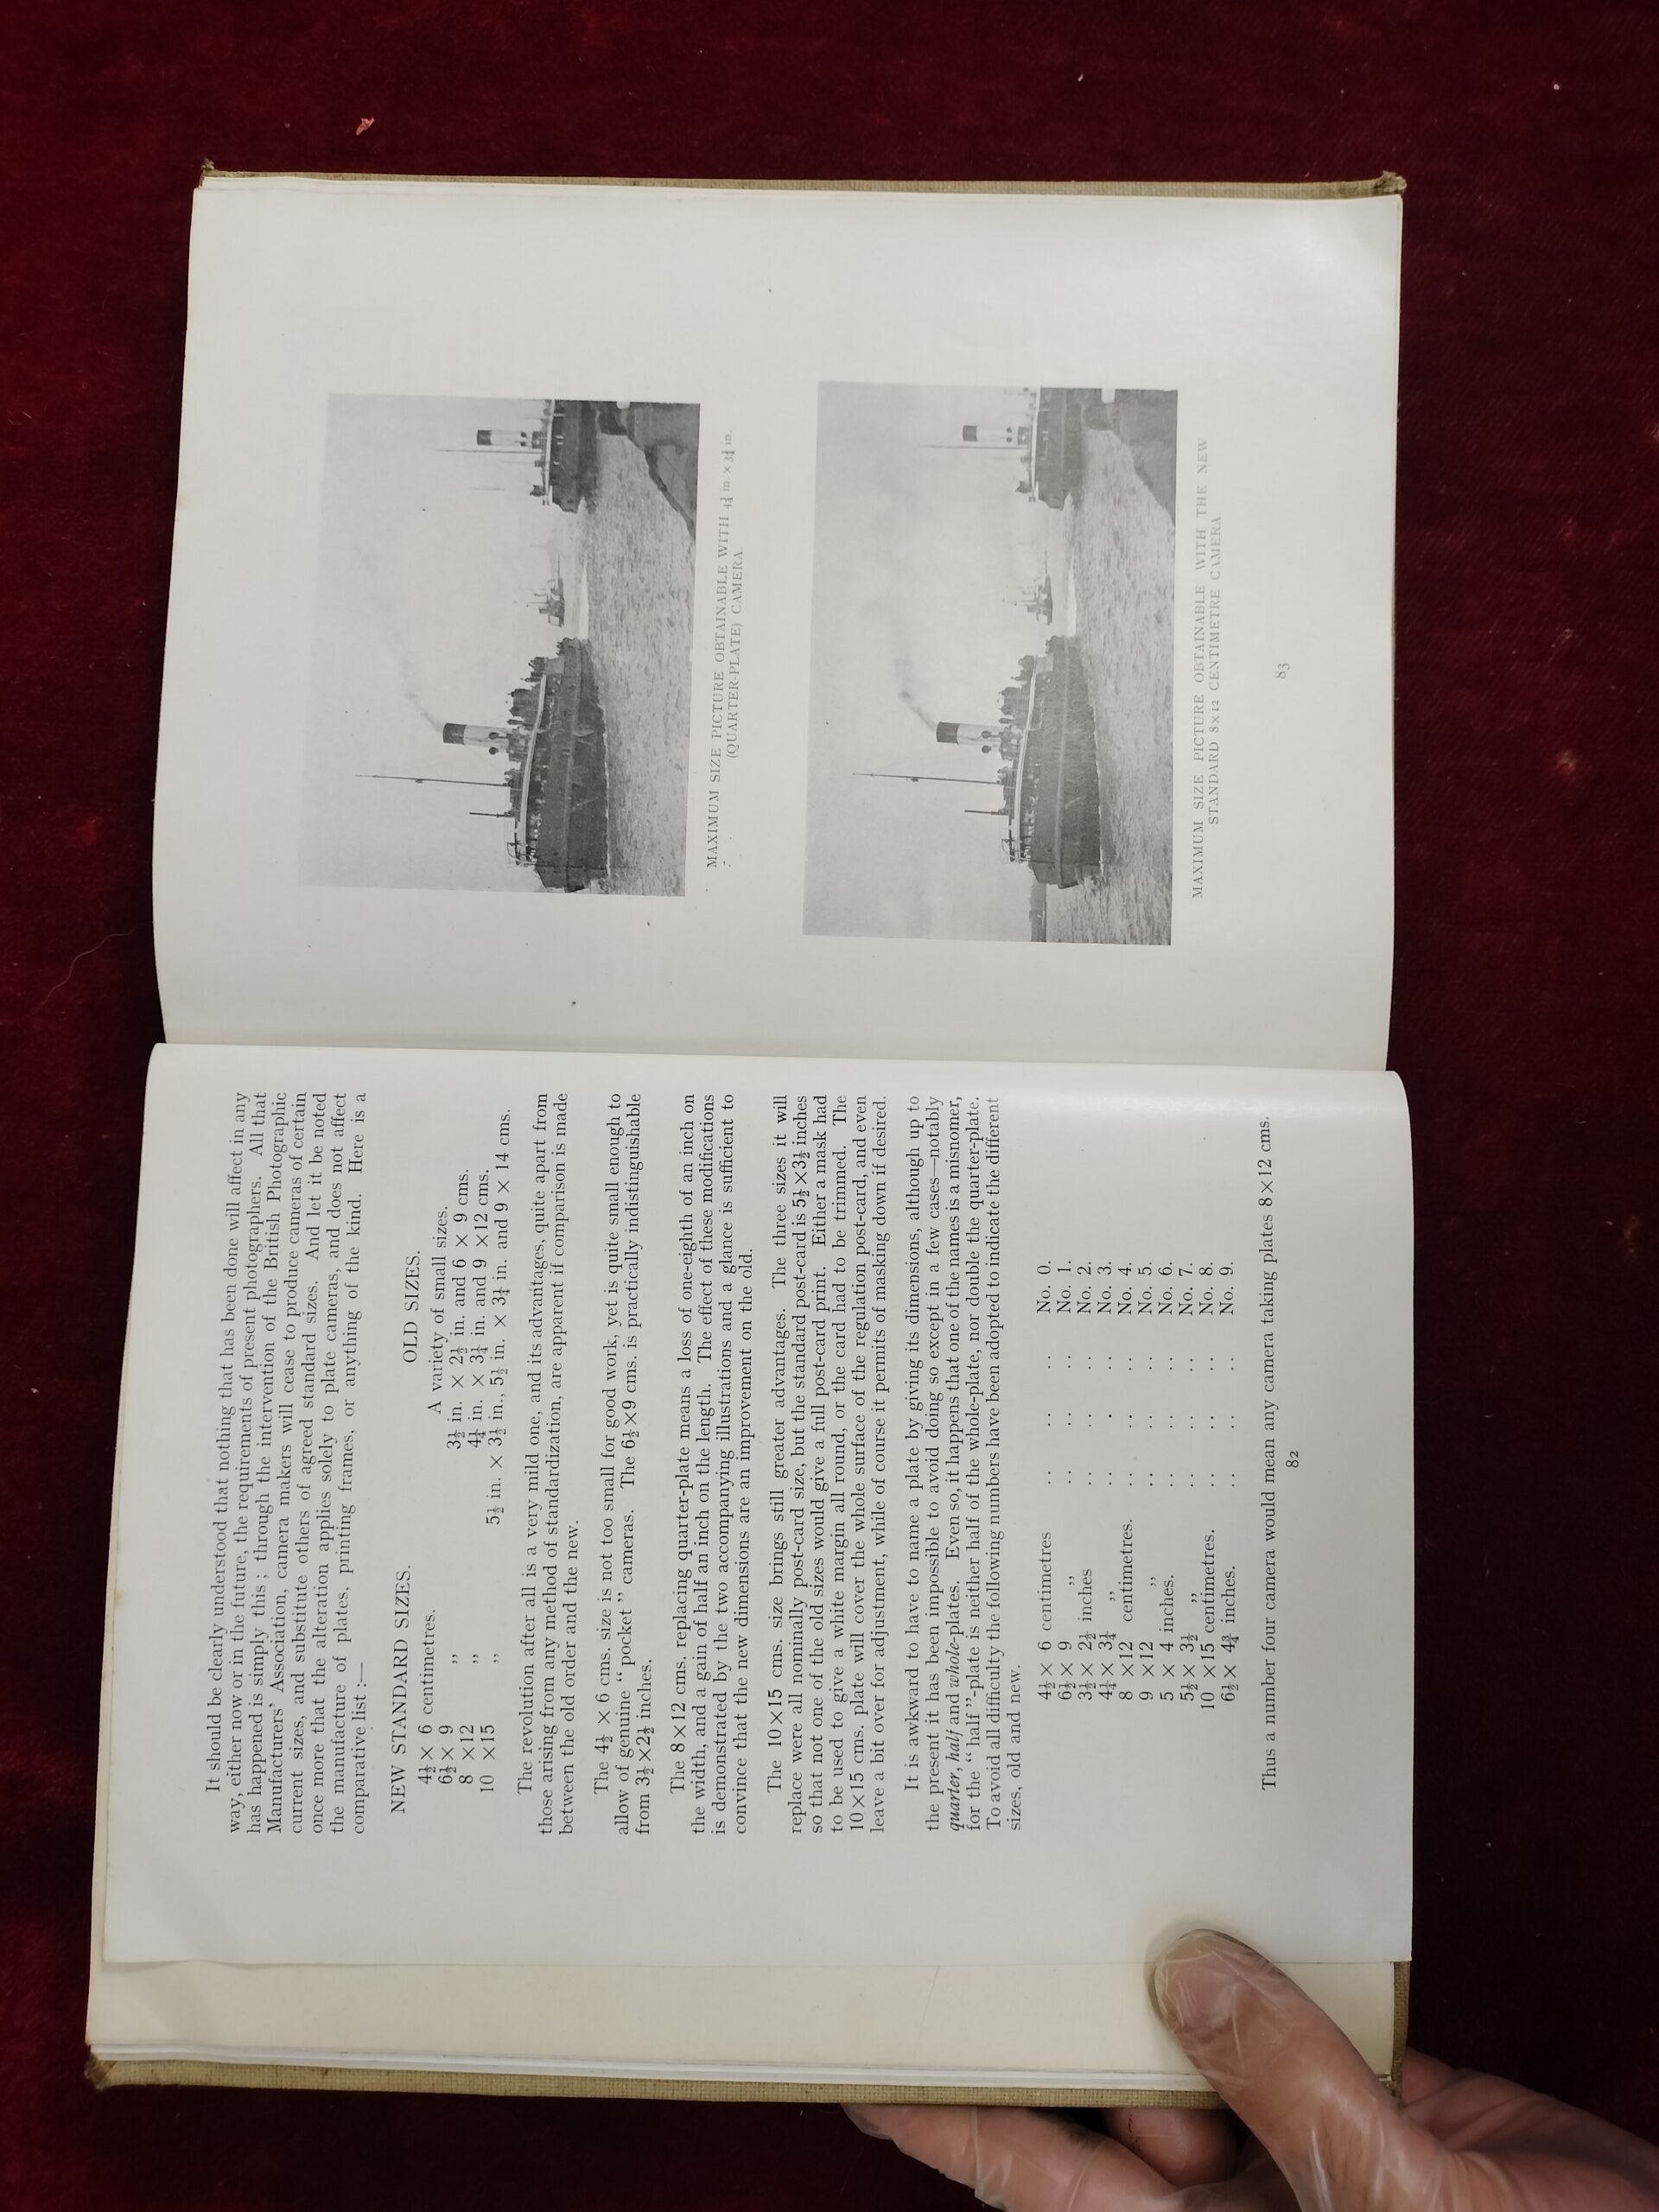 It should be clearly understood that nothing that has been done will affect in any
way, either now or in the future, the requirements of present photographers. All that
has happened is simply this; through the intervention of the British Photographic
Manufacturers' Association, camera makers will cease to produce cameras of certain
current sizes, and substitute others of agreed standard sizes. And let it be noted
once more that the alteration applies solely to plate cameras, and does not affect
the manufacture of plates, printing frames, or anything of the kind. Here is a
comparative list :—
NEW STANDARD SIZES. OLD SIZES.
4½ × 6 centimetres. A variety of small sizes.
6½ × 9 ,, 3½ in. × 2½ in. and 6 × 9 cms.
8 ×12 ,, 4¼ in. × 3¼ in. and 9 ×12 cms.
10 ×15 ,, 5½ in. × 3½ in., 5½ in. × 3¼ in. and 9 × 14 cms.
The revolution after all is a very mild one, and its advantages, quite apart from
those arising from any method of standardization, are apparent if comparison is made
between the old order and the new.
The 4½ × 6 cms. size is not too small for good work, yet is quite small enough to
allow of genuine “ pocket ” cameras. The 6½×9 cms. is practically indistinguishable
from 3½×2½ inches.
The 8×12 cms. replacing quarter-plate means a loss of one-eighth of an inch on
the width, and a gain of half an inch on the length. The effect of these modifications
is demonstrated by the two accompanying illustrations and a glance is sufficient to
convince that the new dimensions are an improvement on the old.
The 10×15 cms. size brings still greater advantages. The three sizes it will
replace were all nominally post-card size, but the standard post-card is 5½×3½ inches
so that not one of the old sizes would give a full post-card print. Either a mask had
to be used to give a white margin all round, or the card had to be trimmed. The
10×15 cms. plate will cover the whole surface of the regulation post-card, and even
leave a bit over for adjustment, while of course it permits of masking down if desired.
It is awkward to have to name a plate by giving its dimensions, although up to
the present it has been impossible to avoid doing so except in a few cases—notably
quarter, half and whole-plates. Even so, it happens that one of the names is a misnomer,
for the “ half ”-plate is neither half of the whole-plate, nor double the quarter-plate.
To avoid all difficulty the following numbers have been adopted to indicate the different
sizes, old and new.
4½ × 6 centimetres .. .. .. No. 0.
6½ × 9 ,, .. .. .. No. 1.
3½ × 2½ inches .. .. .. No. 2.
4¼ × 3¼ ,, .. . .. No. 3.
8 ×12 centimetres. .. .. .. No. 4.
9 ×12 ,, .. .. .. No. 5.
5 × 4 inches. .. .. .. No. 6.
5½ × 3½ ,, .. .. .. No. 7.
10 ×15 centimetres. .. .. .. No. 8.
6½ × 4¾ inches. .. .. .. No. 9.
Thus a number four camera would mean any camera taking plates 8×12 cms.
82
MAXIMUM SIZE PICTURE OBTAINABLE WITH 4¼ in × 3¼ in.
(QUARTER-PLATE) CAMERA.
MAXIMUM SIZE PICTURE OBTAINABLE WITH THE NEW
STANDARD 8×12 CENTIMETRE CAMERA.
83